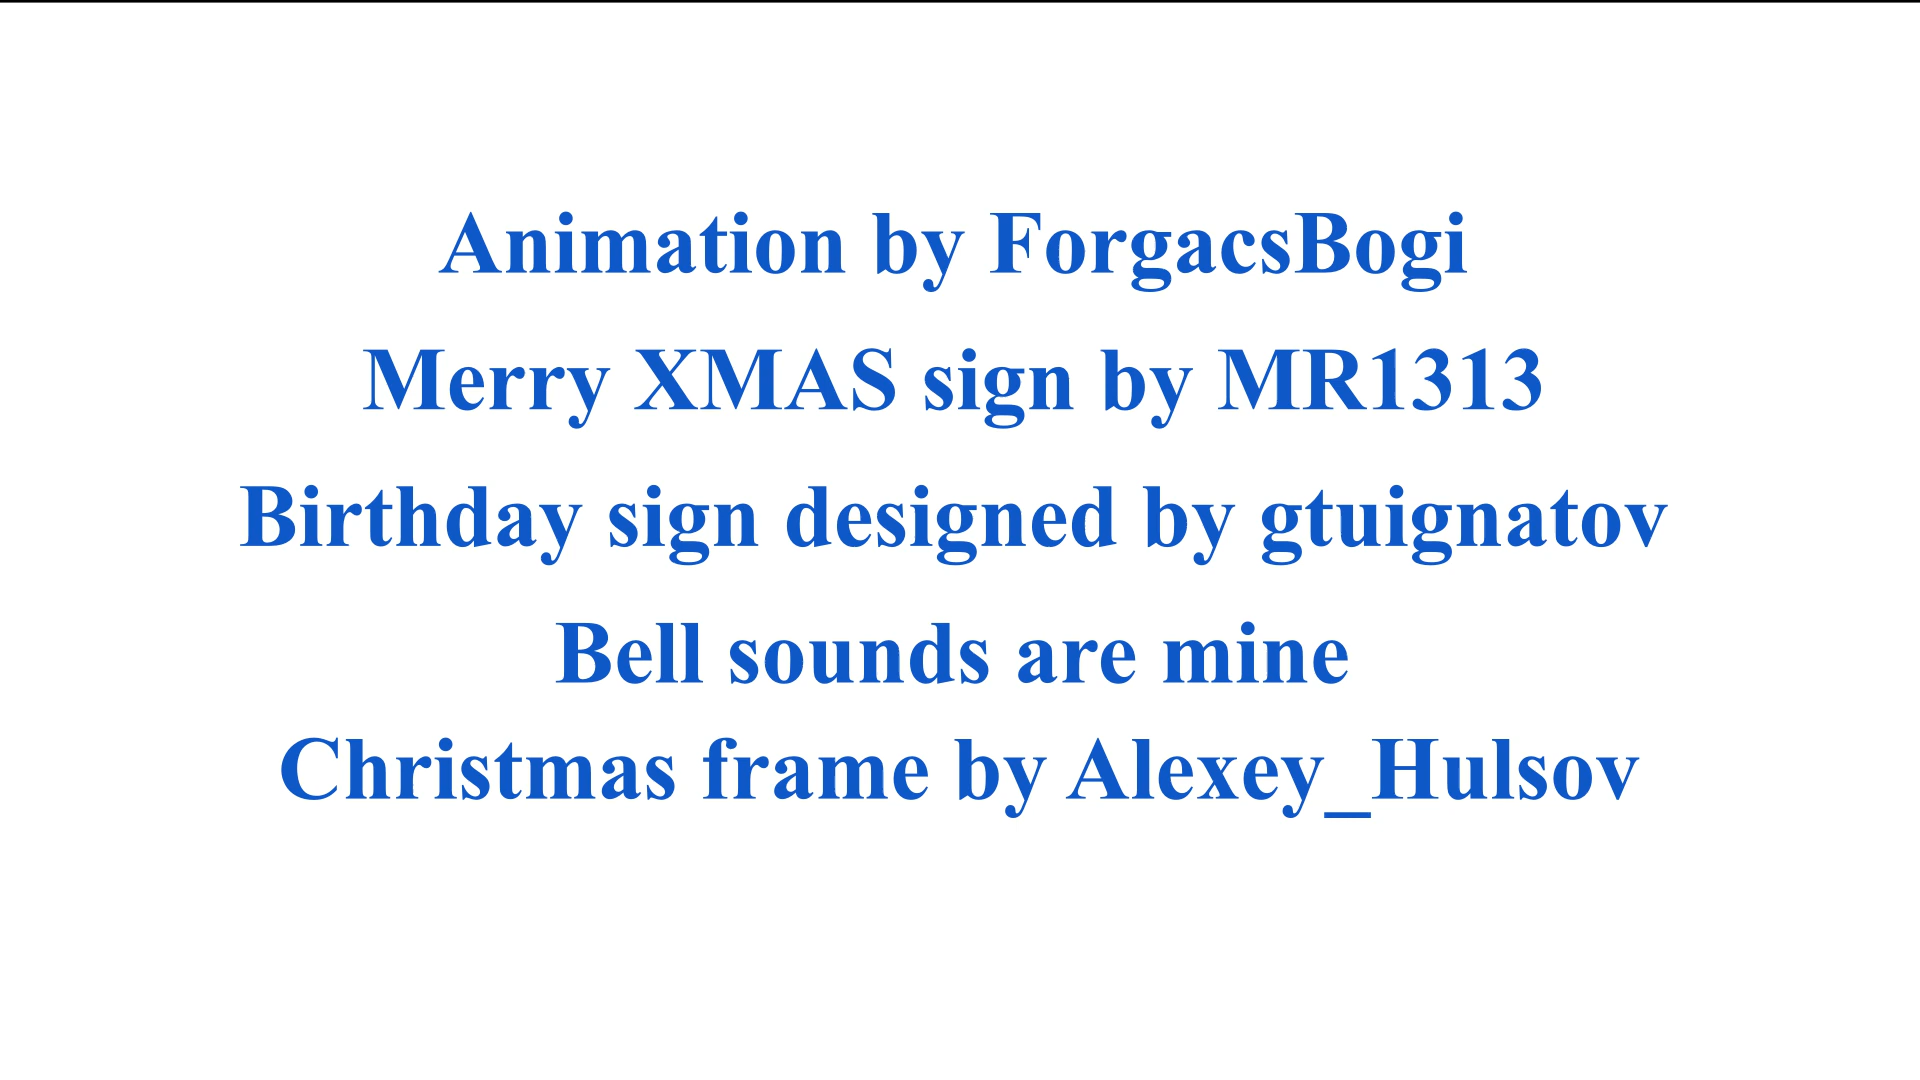 Animation by ForgacsBogi
Merry XMAS sign by MR1313
Birthday sign designed by gtuignatov
Bell sounds are mine
Christmas frame by Alexey_Hulsov